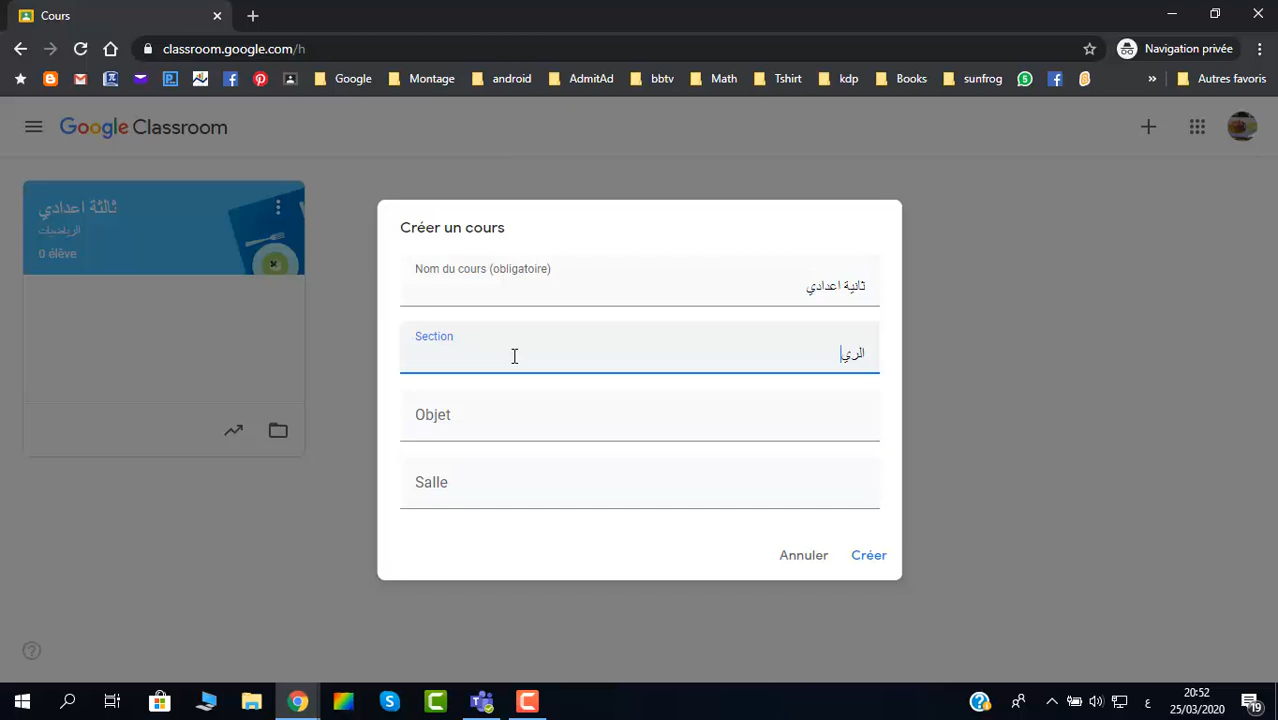 Cours
classroom.google.com/h
Navigation privée
Google
Montage
android
AdmitAd
bbtv
Math
Tshirt
kdp
Books
sunfrog
»
Autres favoris
Google Classroom
ثالثة اعدادي
الرياضيات
0 élève
Créer un cours
Nom du cours (obligatoire)
ثانية اعدادي
Section
الري
Objet
Salle
Annuler
Créer
ع
20:52
25/03/2020
19